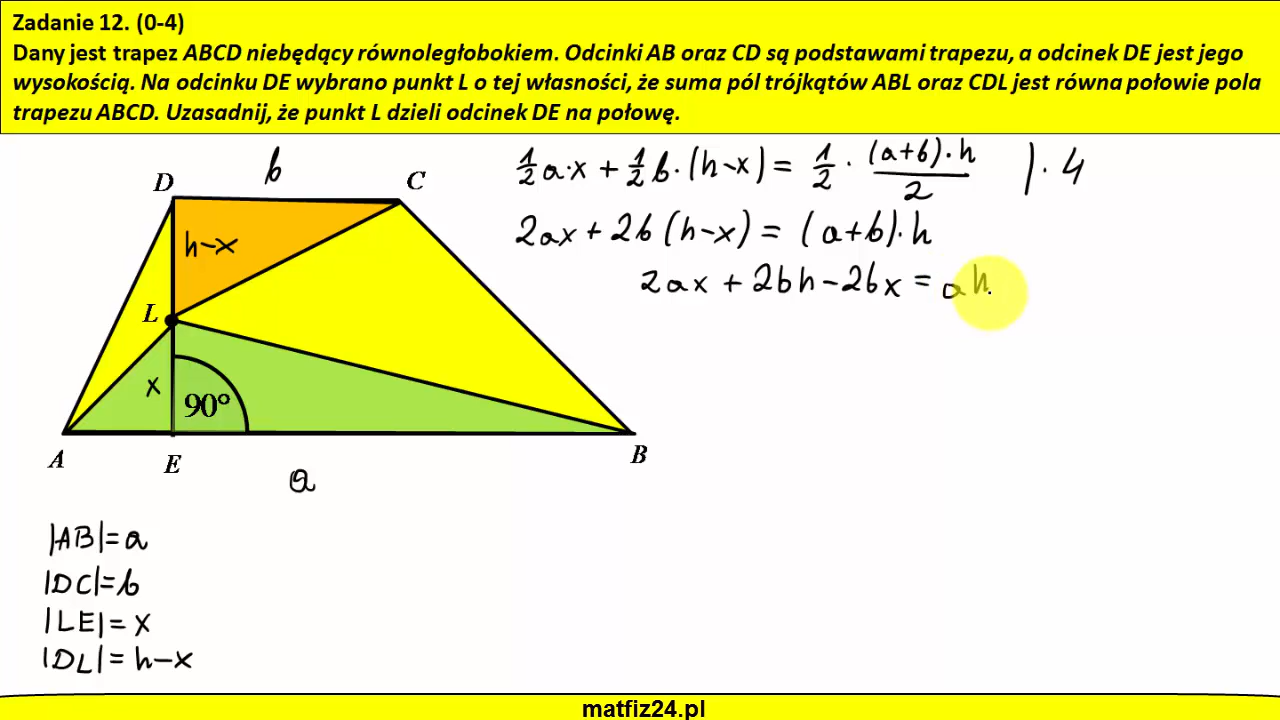 Zadanie 12. (0-4)
Dany jest trapez ABCD niebędący równoległobokiem. Odcinki AB oraz CD są podstawami trapezu, a odcinek DE jest jego
wysokością. Na odcinku DE wybrano punkt L o tej własności, że suma pól trójkątów ABL oraz CDL jest równa połowie pola
trapezu ABCD. Uzasadnij, że punkt L dzieli odcinek DE na połowę.
½a·x + ½b·(h-x) = ½ · (a+b)·h/2 |·4
2ax + 2b(h-x) = (a+b)·h
2ax + 2bh - 2bx = ah
b
D
C
h-x
L
x
90°
A
E
B
a
|AB|=a
|DC|=b
|LE|=x
|DL|=h-x
matfiz24.pl